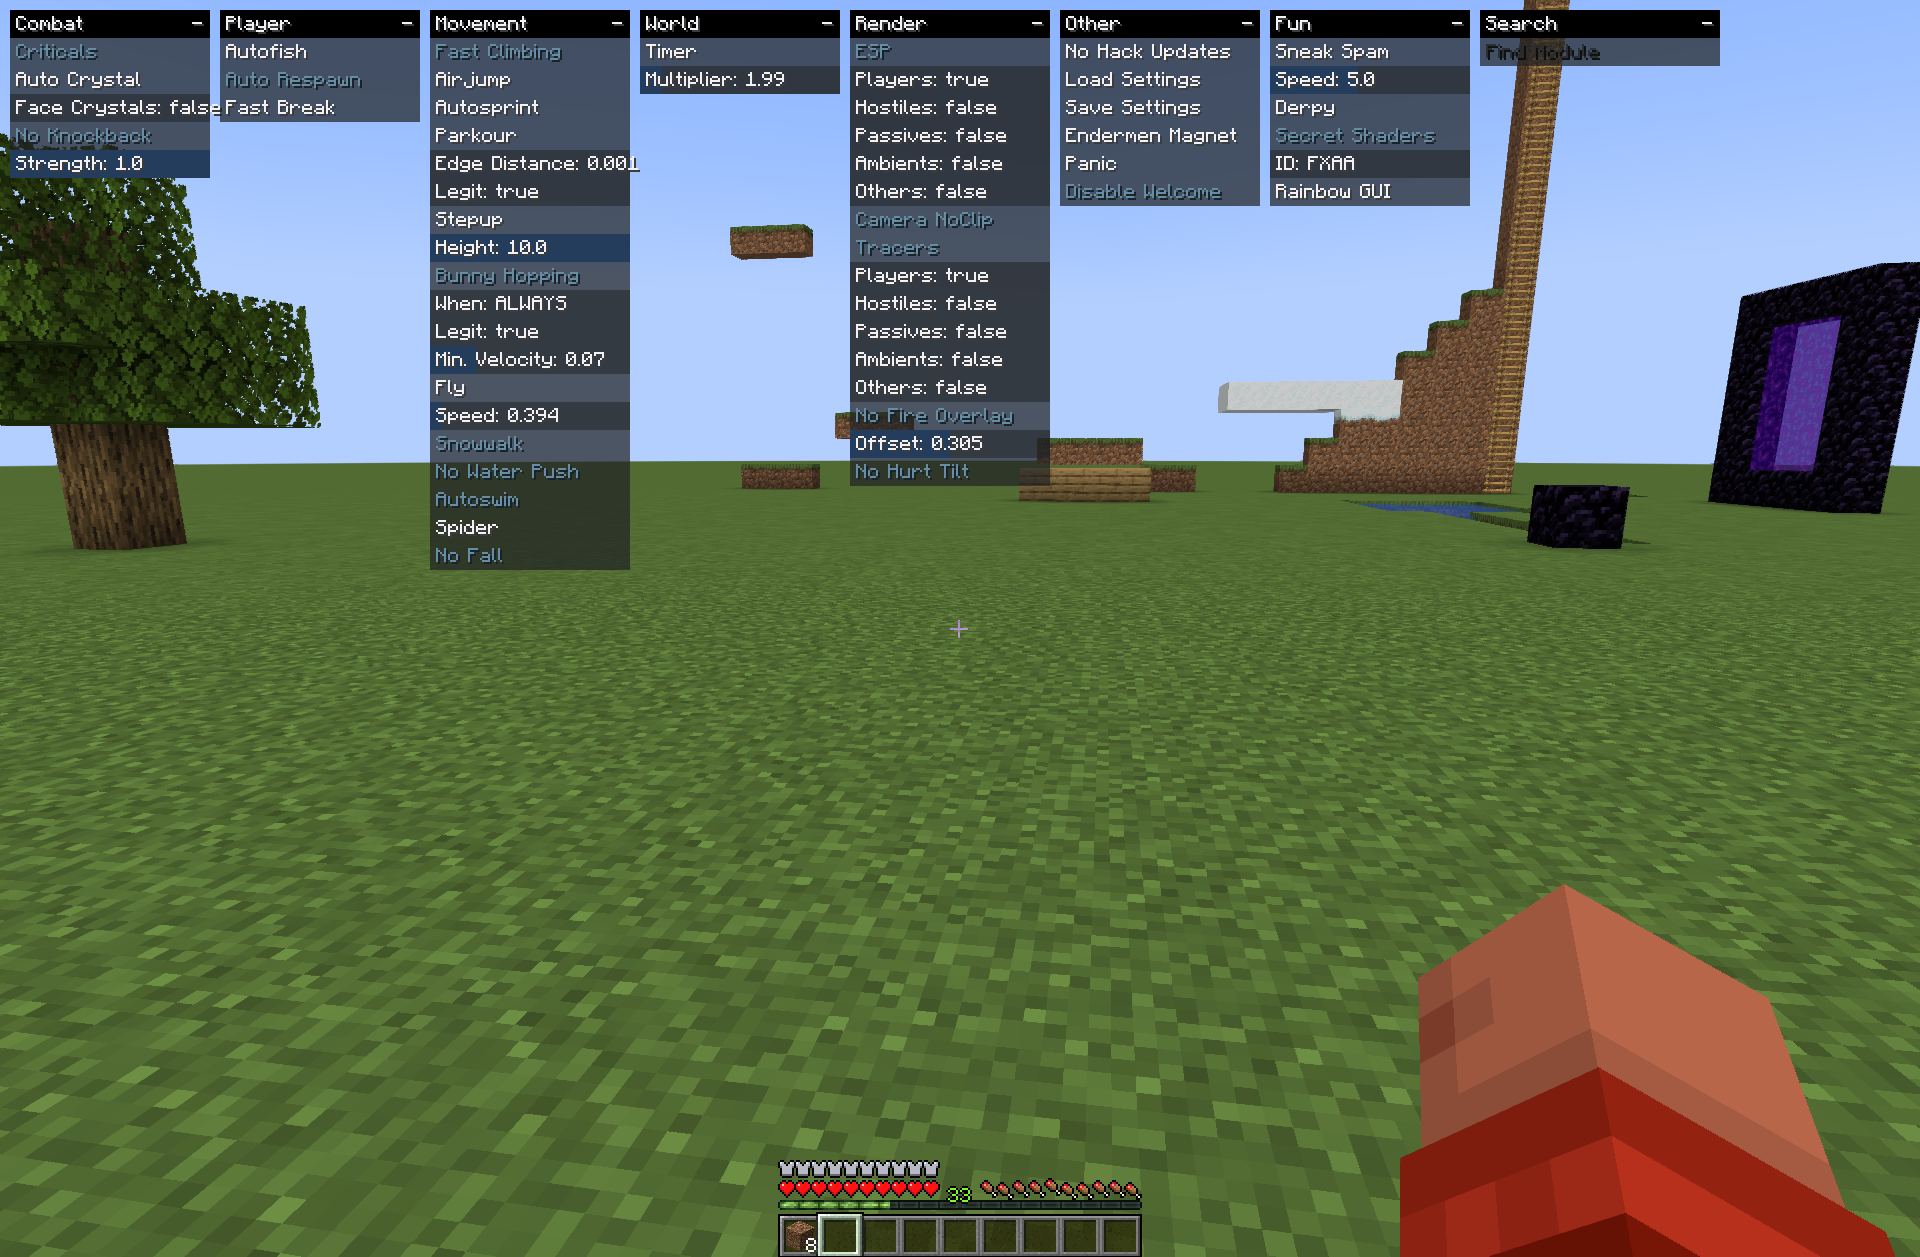 Combat −
Criticals
Auto Crystal
Face Crystals: false
No Knockback
Strength: 1.0
Player −
Autofish
Auto Respawn
Fast Break
Movement −
Fast Climbing
AirJump
Autosprint
Parkour
Edge Distance: 0.001
Legit: true
Stepup
Height: 10.0
Bunny Hopping
When: ALWAYS
Legit: true
Min. Velocity: 0.07
Fly
Speed: 0.394
Snowwalk
No Water Push
Autoswim
Spider
No Fall
World −
Timer
Multiplier: 1.99
Render −
ESP
Players: true
Hostiles: false
Passives: false
Ambients: false
Others: false
Camera NoClip
Tracers
Players: true
Hostiles: false
Passives: false
Ambients: false
Others: false
No Fire Overlay
Offset: 0.305
No Hurt Tilt
Other −
No Hack Updates
Load Settings
Save Settings
Endermen Magnet
Panic
Disable Welcome
Fun −
Sneak Spam
Speed: 5.0
Derpy
Secret Shaders
ID: FXAA
Rainbow GUI
Search −
Find Module
33
8